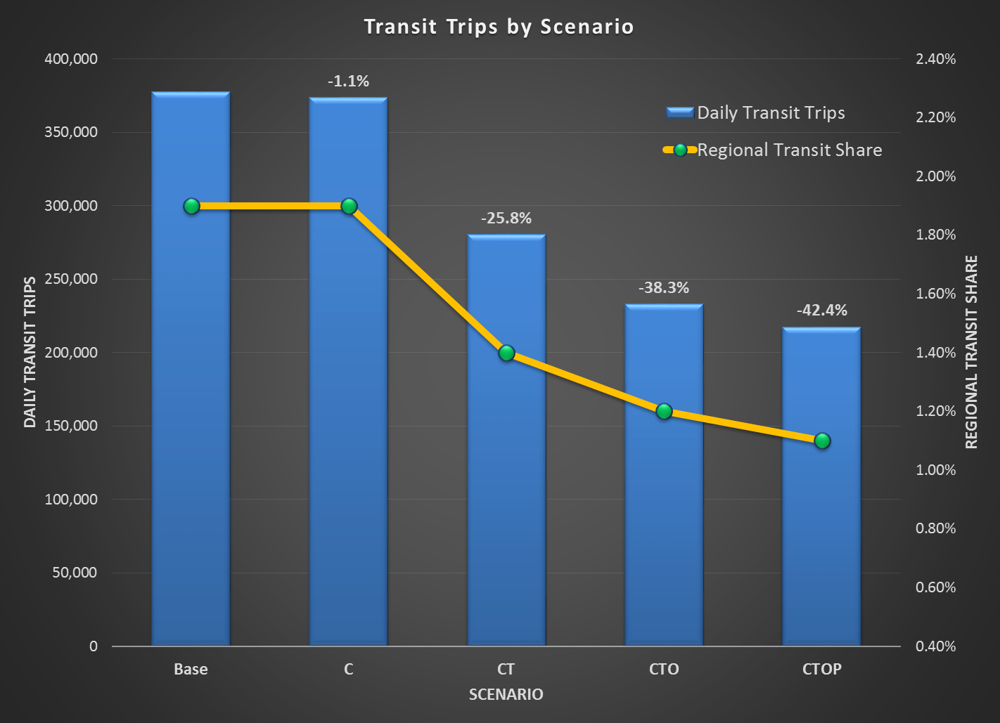 Transit Trips by Scenario
400,000
350,000
300,000
250,000
200,000
150,000
100,000
50,000
0
DAILY TRANSIT TRIPS
-1.1%
-25.8%
-38.3%
-42.4%
Daily Transit Trips
Regional Transit Share
2.40%
2.20%
2.00%
1.80%
1.60%
1.40%
1.20%
1.00%
0.80%
0.60%
0.40%
REGIONAL TRANSIT SHARE
Base
C
CT
CTO
CTOP
SCENARIO